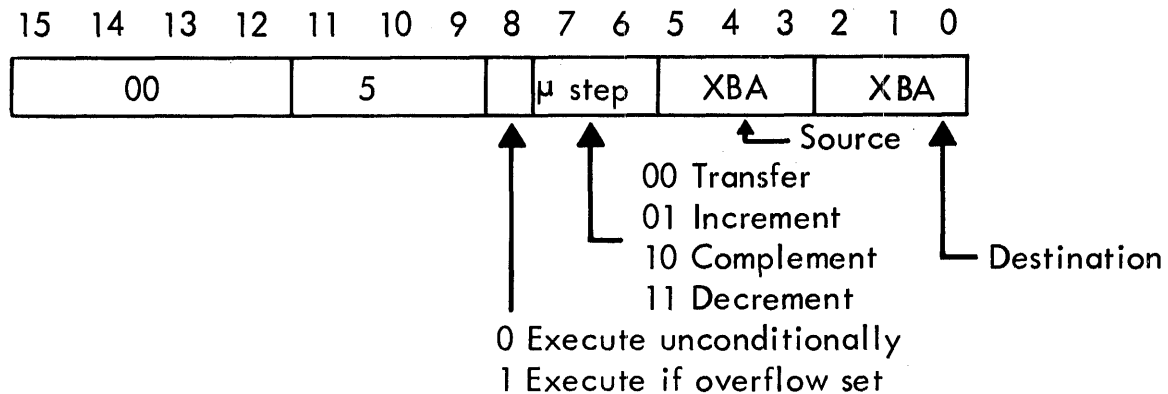 15 14 13 12 11 10 9 8 7 6 5 4 3 2 1 0
00 5 µ step XBA XBA
Source
00 Transfer
01 Increment
10 Complement
11 Decrement
Destination
0 Execute unconditionally
1 Execute if overflow set